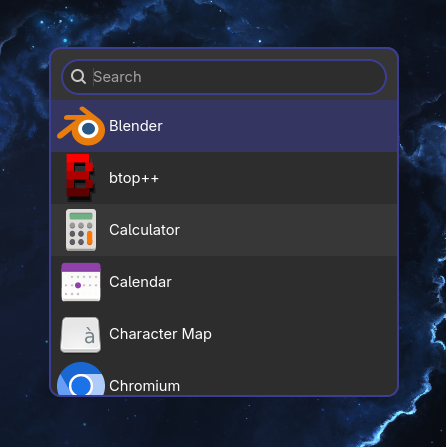 Search
Blender
btop++
Calculator
Calendar
à
Character Map
Chromium